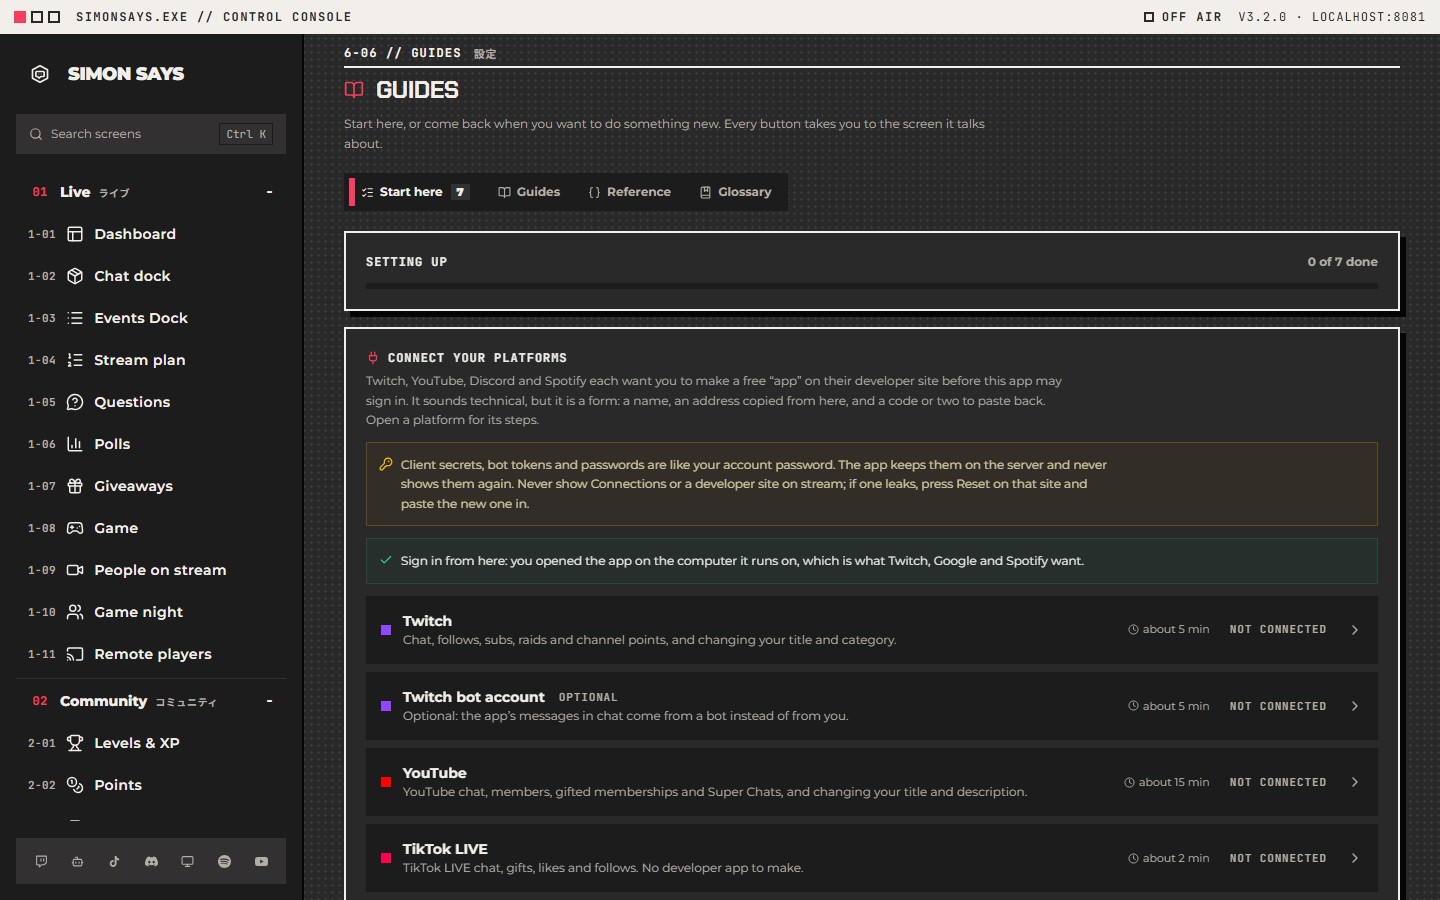 SIMONSAYS.EXE // CONTROL CONSOLE
OFF AIR V3.2.0 · LOCALHOST:8081
SIMON SAYS
Search screens Ctrl K
01 Live ライブ -
1-01 Dashboard
1-02 Chat dock
1-03 Events Dock
1-04 Stream plan
1-05 Questions
1-06 Polls
1-07 Giveaways
1-08 Game
1-09 People on stream
1-10 Game night
1-11 Remote players
02 Community コミュニティ -
2-01 Levels & XP
2-02 Points
6-06 // GUIDES 設定
GUIDES
Start here, or come back when you want to do something new. Every button takes you to the screen it talks
about.
Start here 7 Guides Reference Glossary
SETTING UP 0 of 7 done
CONNECT YOUR PLATFORMS
Twitch, YouTube, Discord and Spotify each want you to make a free “app” on their developer site before this app may
sign in. It sounds technical, but it is a form: a name, an address copied from here, and a code or two to paste back.
Open a platform for its steps.
Client secrets, bot tokens and passwords are like your account password. The app keeps them on the server and never
shows them again. Never show Connections or a developer site on stream; if one leaks, press Reset on that site and
paste the new one in.
Sign in from here: you opened the app on the computer it runs on, which is what Twitch, Google and Spotify want.
Twitch
Chat, follows, subs, raids and channel points, and changing your title and category.
about 5 min NOT CONNECTED
Twitch bot account OPTIONAL
Optional: the app’s messages in chat come from a bot instead of from you.
about 5 min NOT CONNECTED
YouTube
YouTube chat, members, gifted memberships and Super Chats, and changing your title and description.
about 15 min NOT CONNECTED
TikTok LIVE
TikTok LIVE chat, gifts, likes and follows. No developer app to make.
about 2 min NOT CONNECTED